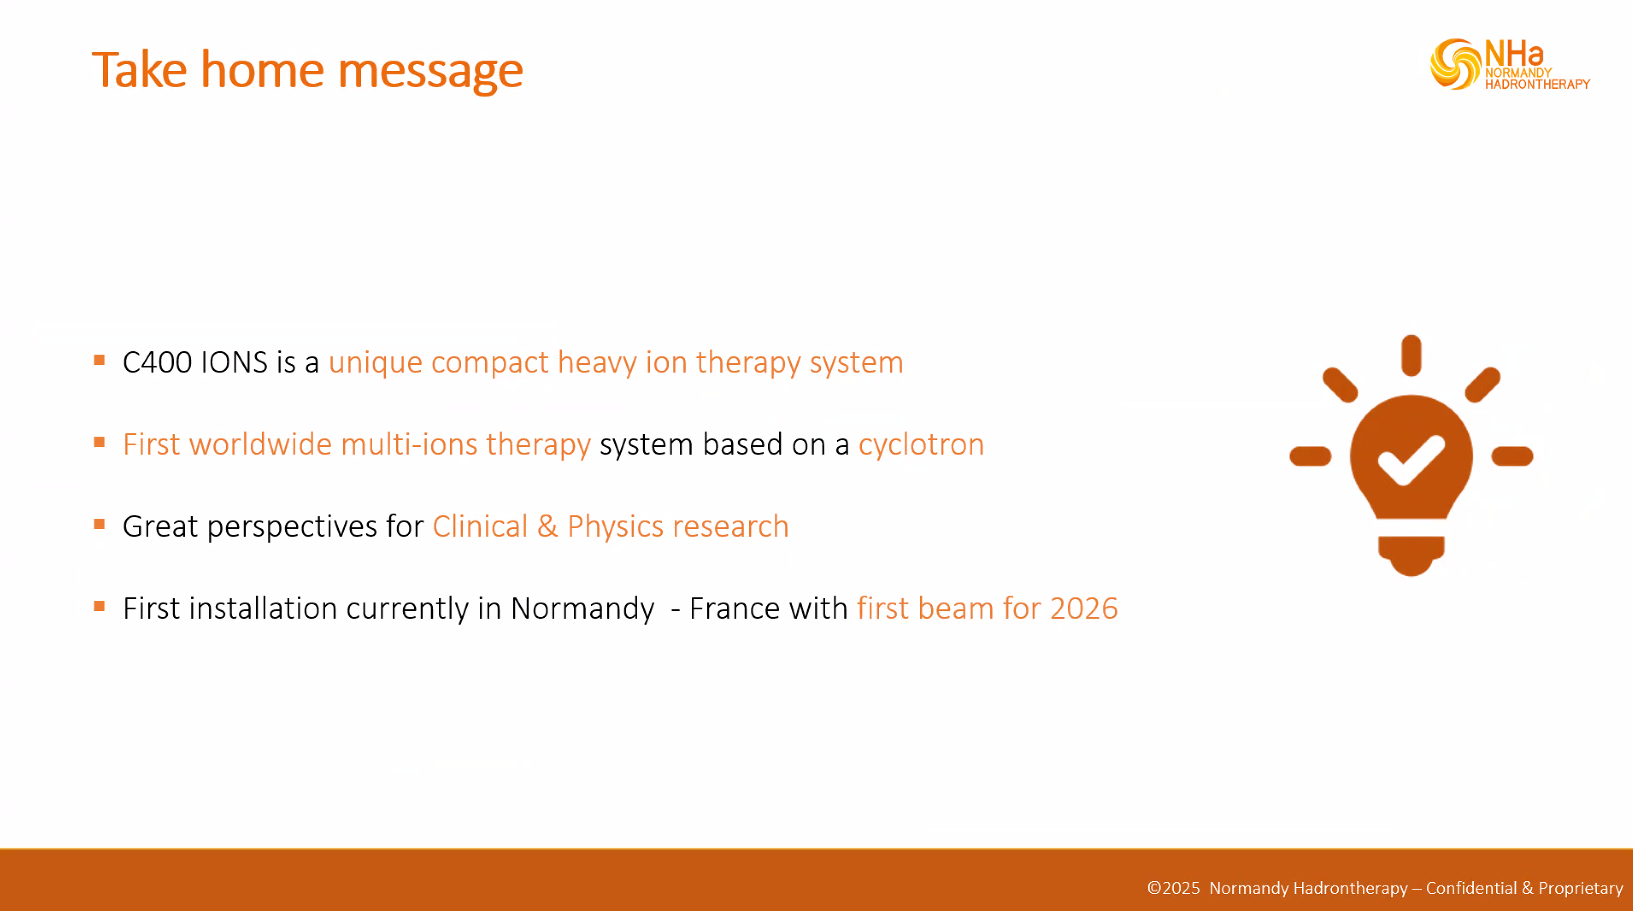 Take home message
NHa
NORMANDY
HADRONTHERAPY
▪ C400 IONS is a unique compact heavy ion therapy system
▪ First worldwide multi-ions therapy system based on a cyclotron
▪ Great perspectives for Clinical & Physics research
▪ First installation currently in Normandy - France with first beam for 2026
©2025 Normandy Hadrontherapy – Confidential & Proprietary